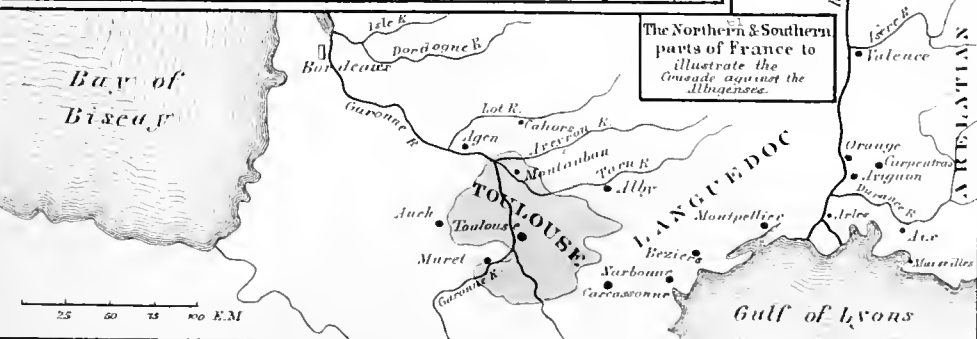 Isle R
Dordogne R
Bordeaux
Bay of
Biscay
Garonne R
The Northern & Southern
parts of France to
illustrate the
Crusade against the
Albigenses.
Isère R
Valence
ARELATIAN
Lot R.
Cahors
Agen
Aveyron R.
Montauban
Tarn R
Alby
TOULOUSE
Auch
Toulouse
Muret
Garonne R
LANGUEDOC
Montpellier
Beziers
Narbonne
Carcassonne
Orange
Carpentras
Avignon
Durance R
Arles
Aix
Marseilles
Gulf of Lyons
25 50 75 100 E.M